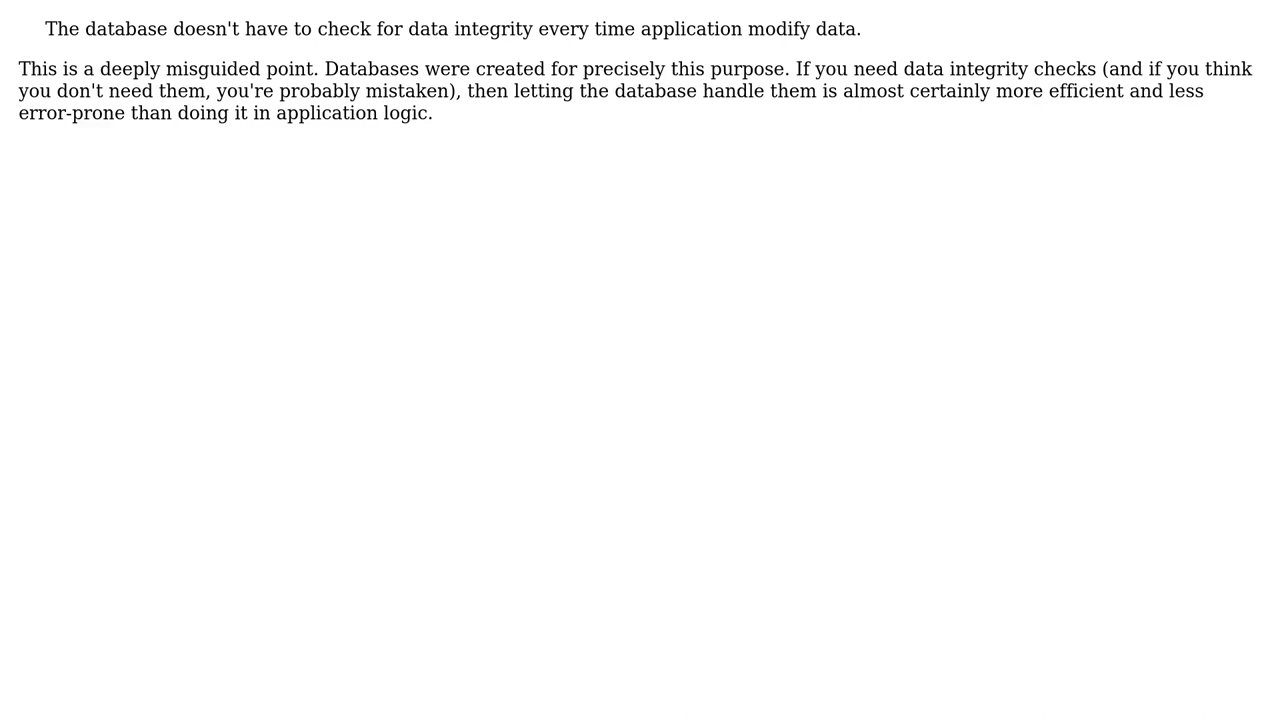 The database doesn't have to check for data integrity every time application modify data.
This is a deeply misguided point. Databases were created for precisely this purpose. If you need data integrity checks (and if you think
you don't need them, you're probably mistaken), then letting the database handle them is almost certainly more efficient and less
error-prone than doing it in application logic.